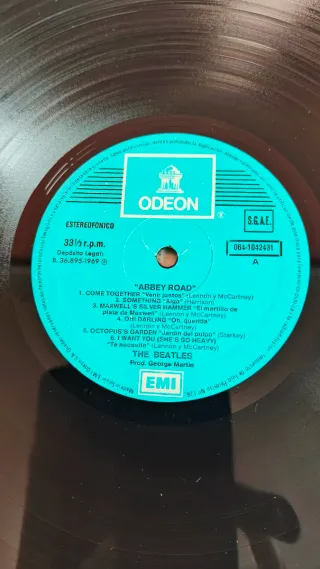 ODEON
®
ESTEREOFONICO
S.G.A.E.
33⅓ r.p.m.
Depósito Legal:
B. 36.895-1969 ℗
064-1042431
A
"ABBEY ROAD"
1. COME TOGETHER "Venir juntos" (Lennon y McCartney)
2. SOMETHING "Algo" (Harrison)
3. MAXWELL'S SILVER HAMMER "El martillo de
plata de Maxwell" (Lennon y McCartney)
4. OH! DARLING "Oh, querida"
(Lennon y McCartney)
5. OCTOPUS'S GARDEN "Jardín del pulpo" (Starkey)
6. I WANT YOU (SHE'S SO HEAVY)
"Te necesito" (Lennon y McCartney)
THE BEATLES
Prod. George Martin
EMI